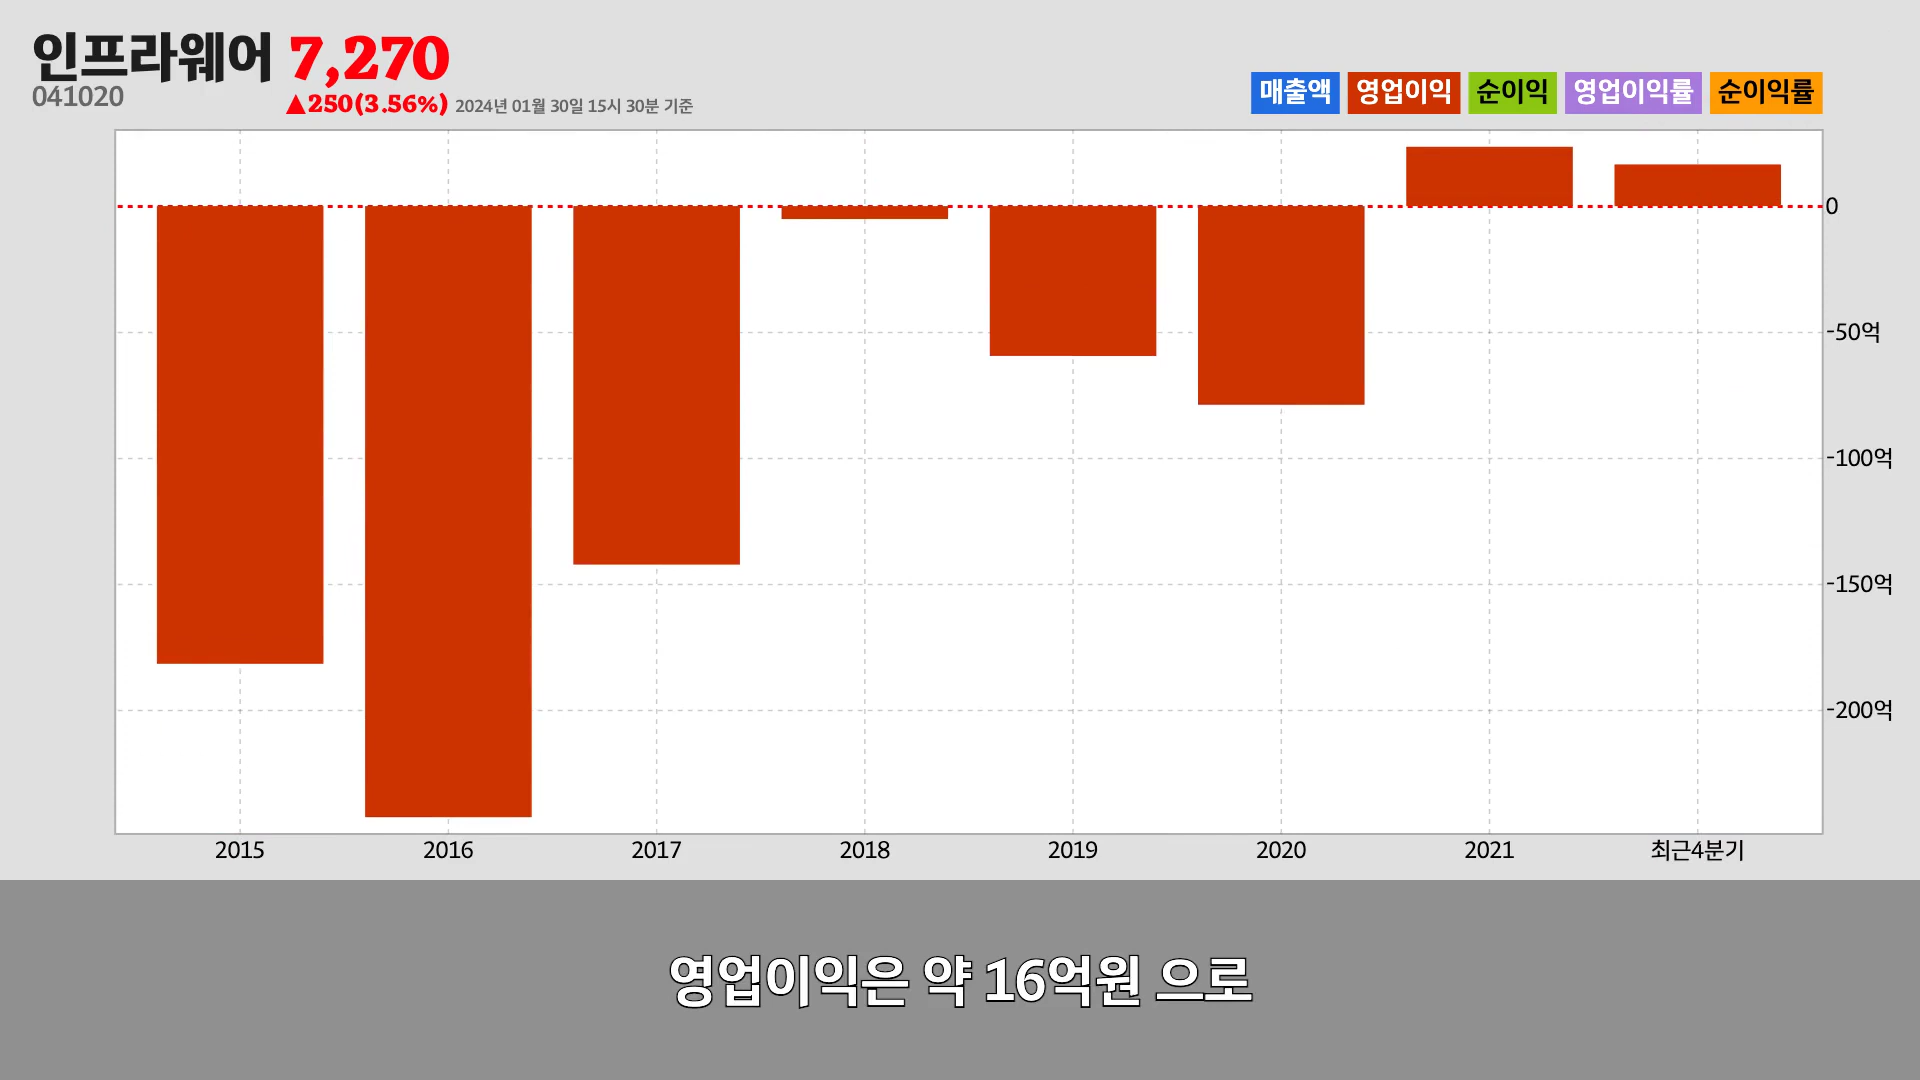 인프라웨어 7,270
041020
▲250(3.56%) 2024년 01월 30일 15시 30분 기준
매출액 영업이익 순이익 영업이익률 순이익률
0
-50억
-100억
-150억
-200억
2015 2016 2017 2018 2019 2020 2021 최근4분기
영업이익은 약 16억원 으로